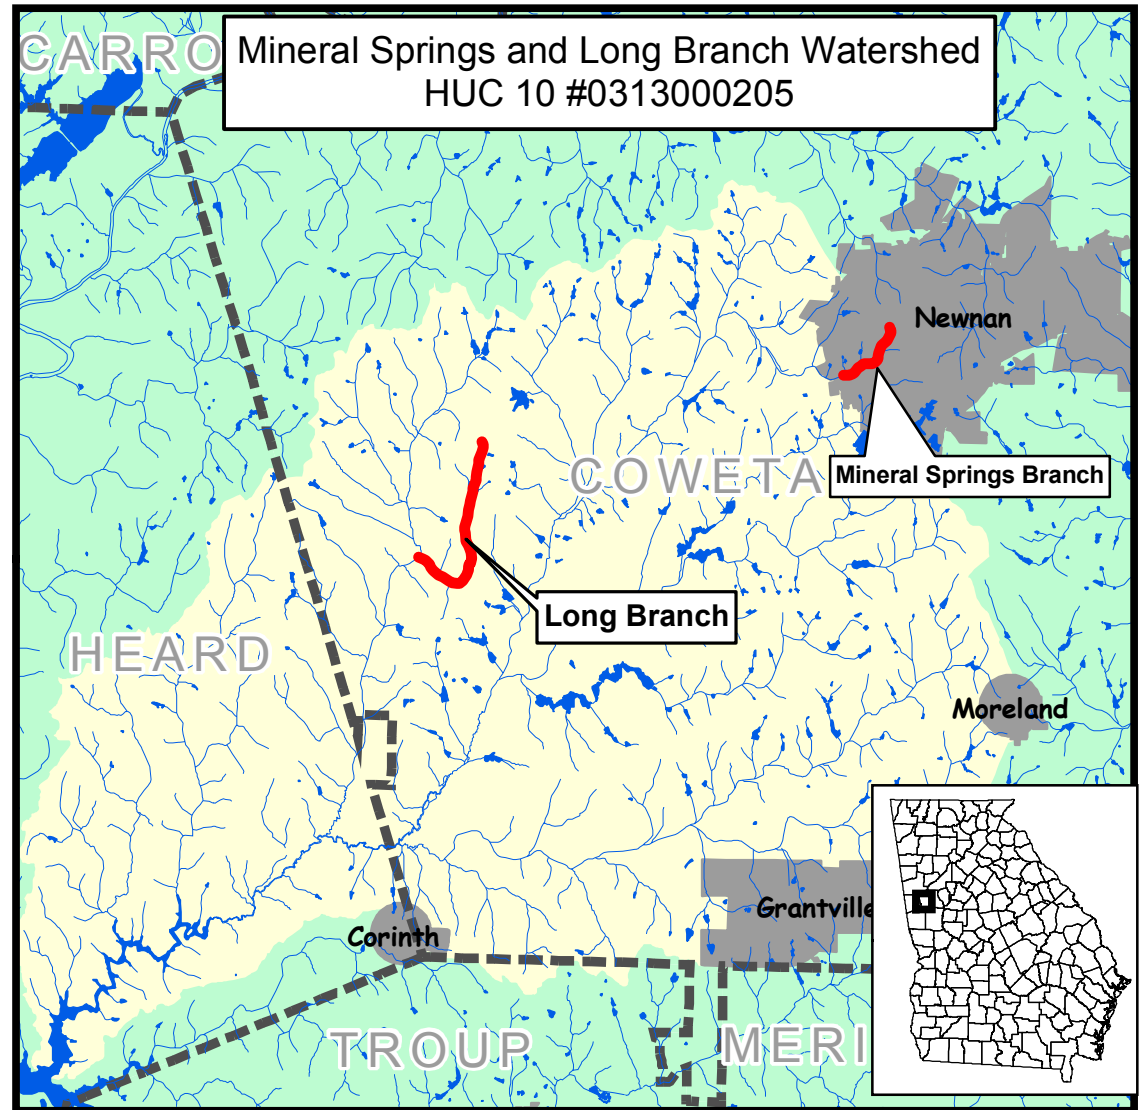 CARRO
Mineral Springs and Long Branch Watershed
HUC 10 #0313000205
Newnan
COWETA
Mineral Springs Branch
Long Branch
HEARD
Moreland
Grantville
Corinth
TROUP
MERI